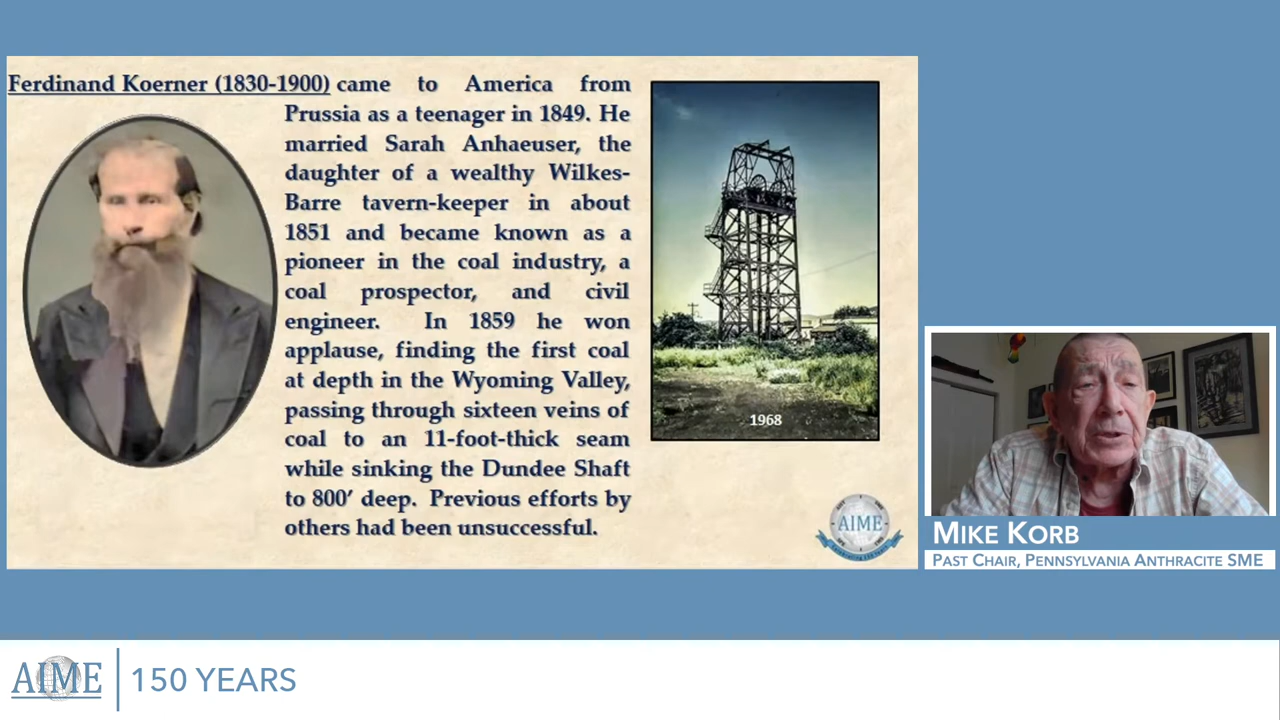 Ferdinand Koerner (1830-1900) came to America from
Prussia as a teenager in 1849. He
married Sarah Anhaeuser, the
daughter of a wealthy Wilkes-
Barre tavern-keeper in about
1851 and became known as a
pioneer in the coal industry, a
coal prospector, and civil
engineer. In 1859 he won
applause, finding the first coal
at depth in the Wyoming Valley,
passing through sixteen veins of
coal to an 11-foot-thick seam
while sinking the Dundee Shaft
to 800′ deep. Previous efforts by
others had been unsuccessful.
1968
AIME
MIKE KORB
PAST CHAIR, PENNSYLVANIA ANTHRACITE SME
AIME
150 YEARS